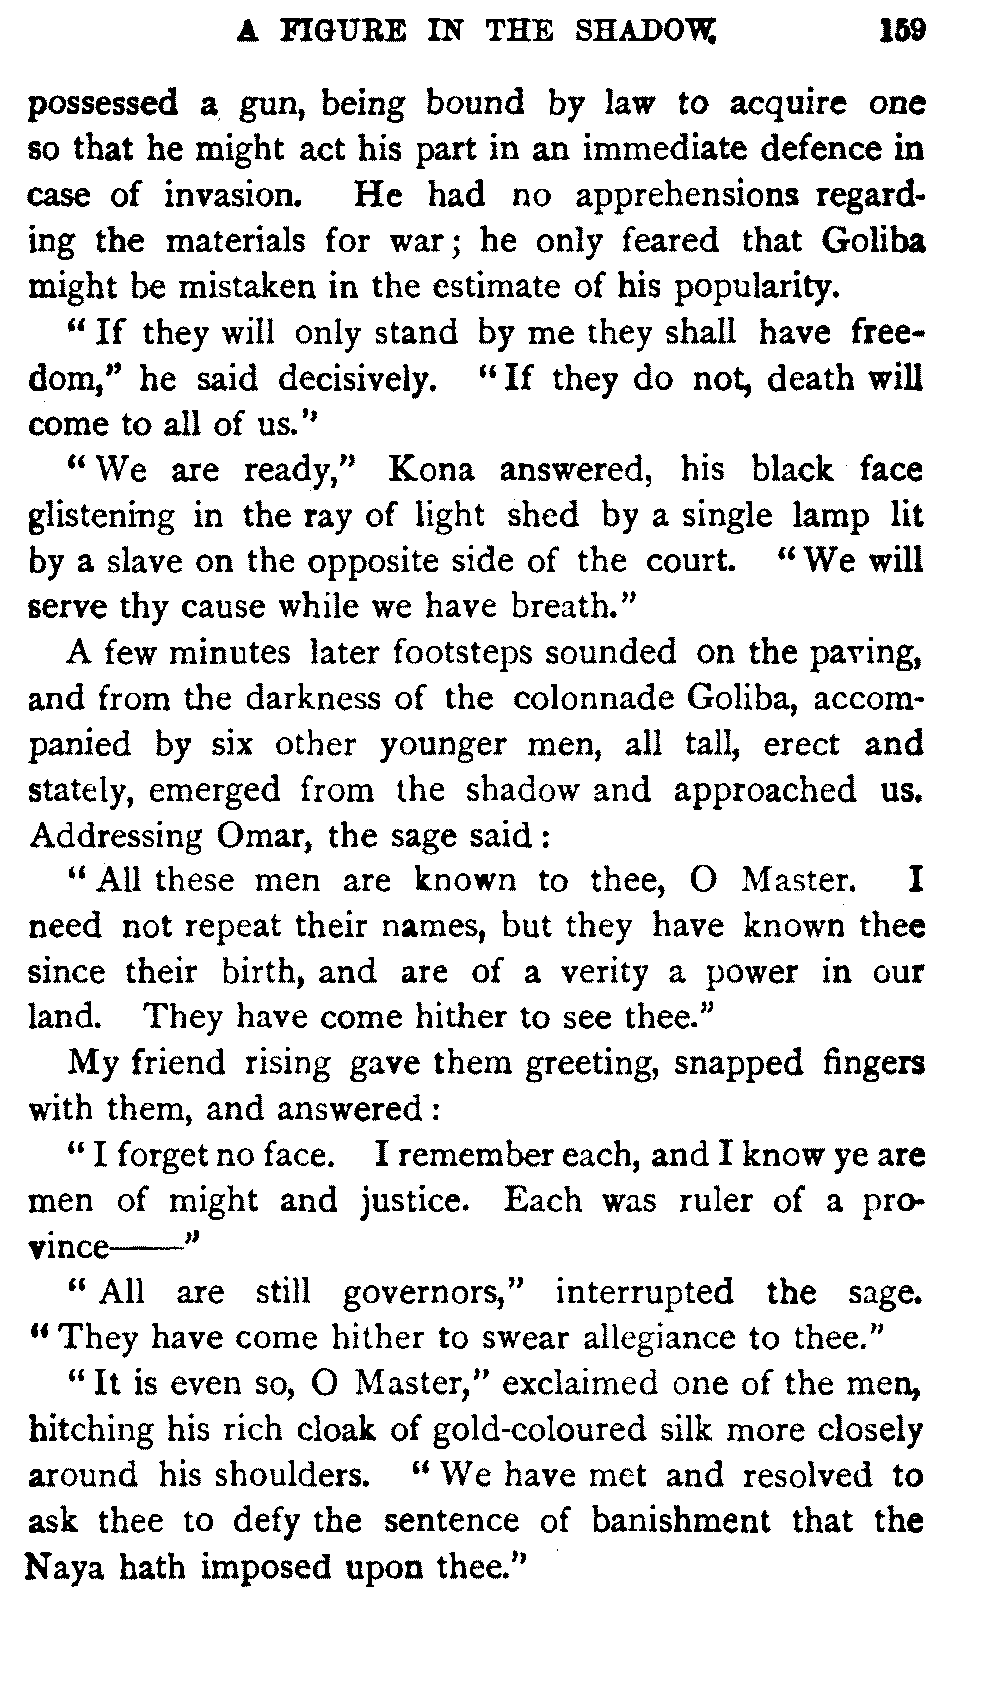 A FIGURE IN THE SHADOW. 159
possessed a gun, being bound by law to acquire one
so that he might act his part in an immediate defence in
case of invasion. He had no apprehensions regard-
ing the materials for war; he only feared that Goliba
might be mistaken in the estimate of his popularity.
"If they will only stand by me they shall have free-
dom," he said decisively. "If they do not, death will
come to all of us."
"We are ready," Kona answered, his black face
glistening in the ray of light shed by a single lamp lit
by a slave on the opposite side of the court. "We will
serve thy cause while we have breath."
A few minutes later footsteps sounded on the paving,
and from the darkness of the colonnade Goliba, accom-
panied by six other younger men, all tall, erect and
stately, emerged from the shadow and approached us.
Addressing Omar, the sage said:
"All these men are known to thee, O Master. I
need not repeat their names, but they have known thee
since their birth, and are of a verity a power in our
land. They have come hither to see thee."
My friend rising gave them greeting, snapped fingers
with them, and answered:
"I forget no face. I remember each, and I know ye are
men of might and justice. Each was ruler of a pro-
vince——"
"All are still governors," interrupted the sage.
"They have come hither to swear allegiance to thee."
"It is even so, O Master," exclaimed one of the men,
hitching his rich cloak of gold-coloured silk more closely
around his shoulders. "We have met and resolved to
ask thee to defy the sentence of banishment that the
Naya hath imposed upon thee."